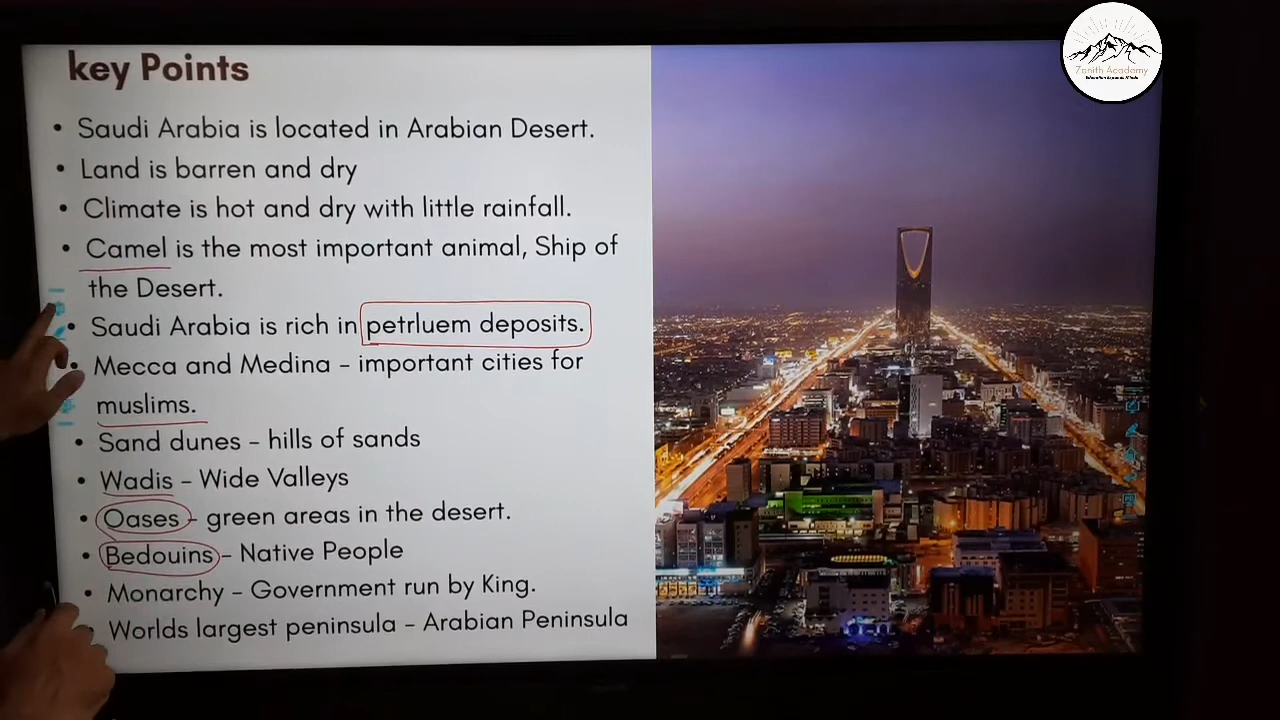 key Points
• Saudi Arabia is located in Arabian Desert.
• Land is barren and dry
• Climate is hot and dry with little rainfall.
• Camel is the most important animal, Ship of
the Desert.
• Saudi Arabia is rich in petrluem deposits.
• Mecca and Medina - important cities for
muslims.
• Sand dunes - hills of sands
• Wadis - Wide Valleys
• Oases - green areas in the desert.
• Bedouins - Native People
• Monarchy - Government run by King.
• Worlds largest peninsula - Arabian Peninsula
Zenith Academy